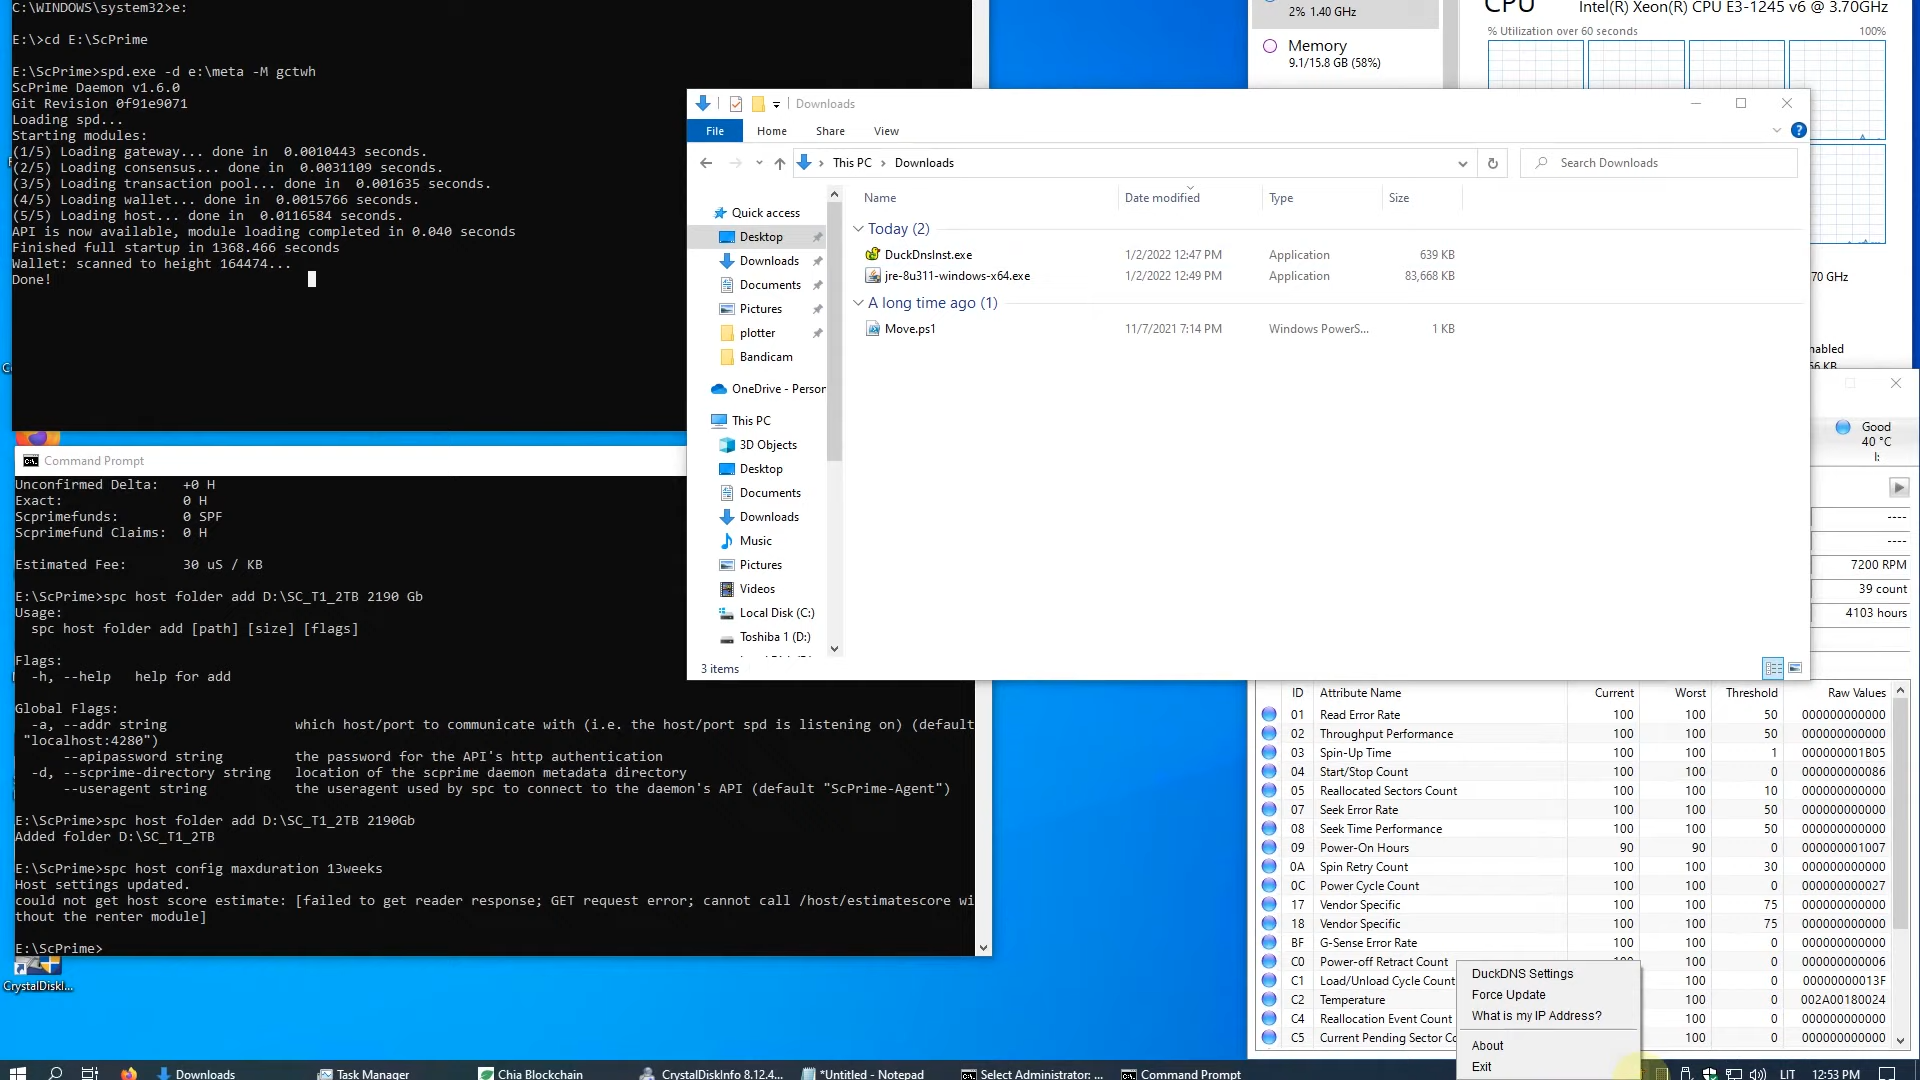 C:\WINDOWS\system32>e:
E:\>cd E:\ScPrime
E:\ScPrime>spd.exe -d e:\meta -M gctwh
ScPrime Daemon v1.6.0
Git Revision 0f91e9071
Loading spd...
Starting modules:
(1/5) Loading gateway... done in  0.0010443 seconds.
(2/5) Loading consensus... done in  0.0031109 seconds.
(3/5) Loading transaction pool... done in  0.001635 seconds.
(4/5) Loading wallet... done in  0.0015766 seconds.
(5/5) Loading host... done in  0.0116584 seconds.
API is now available, module loading completed in 0.040 seconds
Finished full startup in 1368.466 seconds
Wallet: scanned to height 164474...
Done!
Command Prompt
Unconfirmed Delta:   +0 H
Exact:               0 H
Scprimefunds:        0 SPF
Scprimefund Claims:  0 H
Estimated Fee:       30 uS / KB
E:\ScPrime>spc host folder add D:\SC_T1_2TB 2190 Gb
Usage:
spc host folder add [path] [size] [flags]
Flags:
-h, --help   help for add
Global Flags:
-a, --addr string                which host/port to communicate with (i.e. the host/port spd is listening on) (default
"localhost:4280")
--apipassword string         the password for the API's http authentication
-d, --scprime-directory string   location of the scprime daemon metadata directory
--useragent string           the useragent used by spc to connect to the daemon's API (default "ScPrime-Agent")
E:\ScPrime>spc host folder add D:\SC_T1_2TB 2190Gb
Added folder D:\SC_T1_2TB
E:\ScPrime>spc host config maxduration 13weeks
Host settings updated.
could not get host score estimate: [failed to get reader response; GET request error; cannot call /host/estimatescore wi
thout the renter module]
E:\ScPrime>
CrystalDiskI...
2% 1.40 GHz
Memory
9.1/15.8 GB (58%)
CPU
Intel(R) Xeon(R) CPU E3-1245 v6 @ 3.70GHz
% Utilization over 60 seconds
100%
Downloads
File
Home
Share
View
This PC
Downloads
Search Downloads
Name
Date modified
Type
Size
Today (2)
DuckDnsInst.exe 1/2/2022 12:47 PM Application 639 KB
jre-8u311-windows-x64.exe 1/2/2022 12:49 PM Application 83,668 KB
A long time ago (1)
Move.ps1 11/7/2021 7:14 PM Windows PowerS... 1 KB
Quick access
Desktop
Downloads
Documents
Pictures
plotter
Bandicam
OneDrive - Person
This PC
3D Objects
Desktop
Documents
Downloads
Music
Pictures
Videos
Local Disk (C:)
Toshiba 1 (D:)
3 items
70 GHz
nabled
Good
40 °C
I:
----
----
7200 RPM
39 count
4103 hours
ID Attribute Name Current Worst Threshold Raw Values
01 Read Error Rate 100 100 50 000000000000
02 Throughput Performance 100 100 50 000000000000
03 Spin-Up Time 100 100 1 000000001B05
04 Start/Stop Count 100 100 0 000000000086
05 Reallocated Sectors Count 100 100 10 000000000000
07 Seek Error Rate 100 100 50 000000000000
08 Seek Time Performance 100 100 50 000000000000
09 Power-On Hours 90 90 0 000000001007
0A Spin Retry Count 100 100 30 000000000000
0C Power Cycle Count 100 100 0 000000000027
17 Vendor Specific 100 100 75 000000000000
18 Vendor Specific 100 100 75 000000000000
BF G-Sense Error Rate 100 100 0 000000000000
C0 Power-off Retract Count 100 100 0 000000000006
C1 Load/Unload Cycle Count 100 0 00000000013F
C2 Temperature 100 0 002A00180024
C4 Reallocation Event Count 100 0 000000000000
C5 Current Pending Sector Co 100 0 000000000000
DuckDNS Settings
Force Update
What is my IP Address?
About
Exit
Downloads
Task Manager
Chia Blockchain
CrystalDiskInfo 8.12.4...
*Untitled - Notepad
Select Administrator: ...
Command Prompt
LIT
12:53 PM